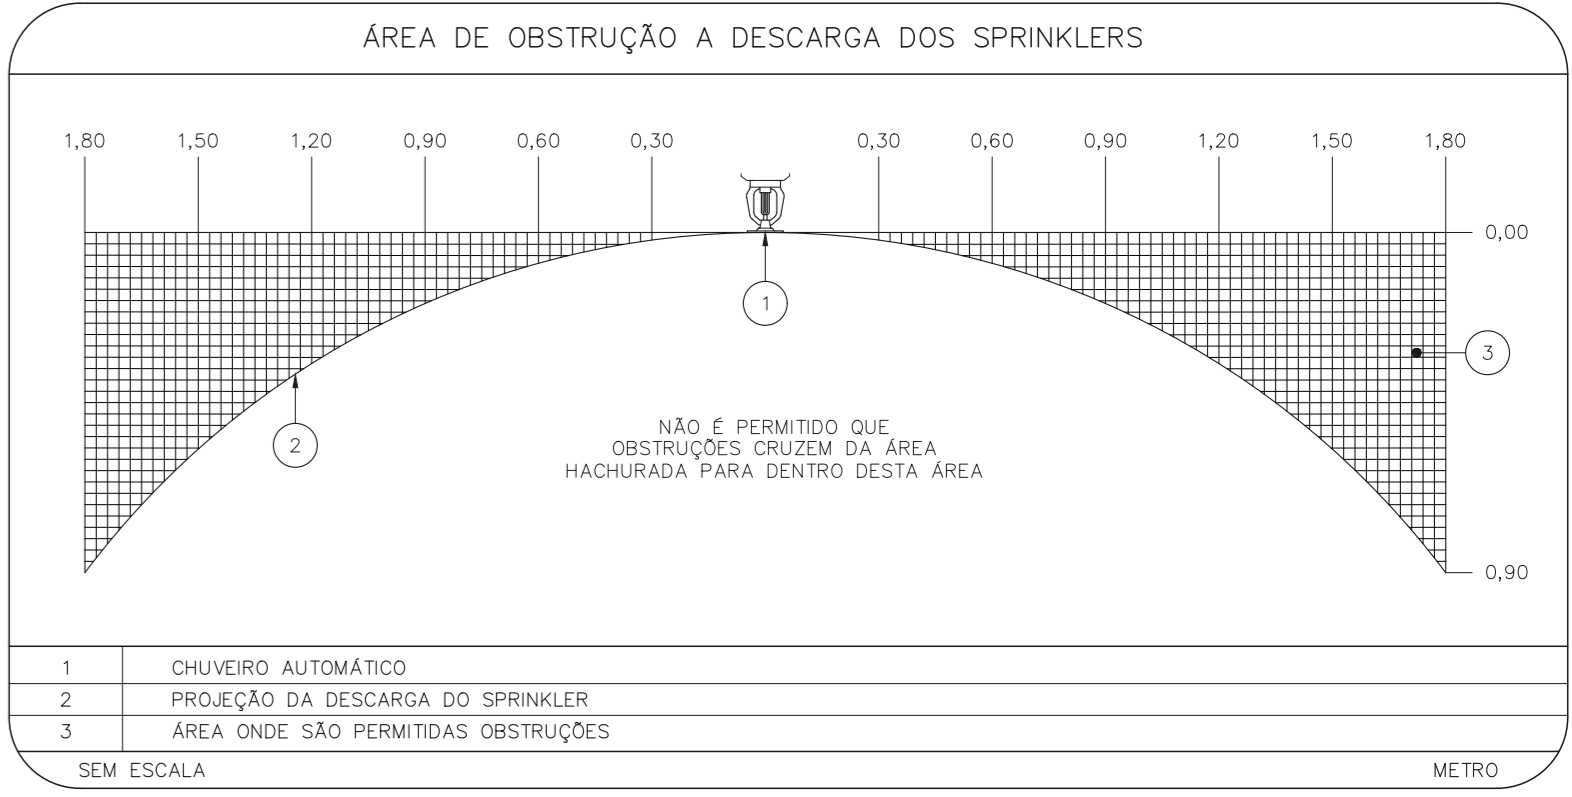 ÁREA DE OBSTRUÇÃO A DESCARGA DOS SPRINKLERS
1,80 1,50 1,20 0,90 0,60 0,30 0,30 0,60 0,90 1,20 1,50 1,80
0,00
1
3
2
NÃO É PERMITIDO QUE
OBSTRUÇÕES CRUZEM DA ÁREA
HACHURADA PARA DENTRO DESTA ÁREA
0,90
1 CHUVEIRO AUTOMÁTICO
2 PROJEÇÃO DA DESCARGA DO SPRINKLER
3 ÁREA ONDE SÃO PERMITIDAS OBSTRUÇÕES
SEM ESCALA METRO